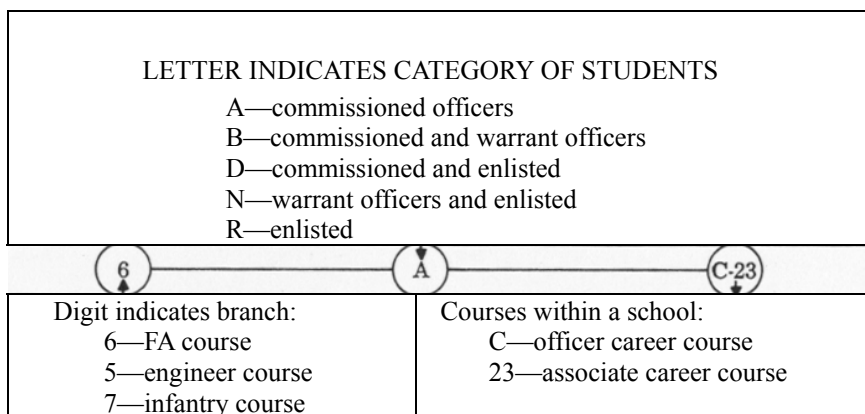 LETTER INDICATES CATEGORY OF STUDENTS
A—commissioned officers
B—commissioned and warrant officers
D—commissioned and enlisted
N—warrant officers and enlisted
R—enlisted
6 A C-23
Digit indicates branch:
6—FA course
5—engineer course
7—infantry course
Courses within a school:
C—officer career course
23—associate career course